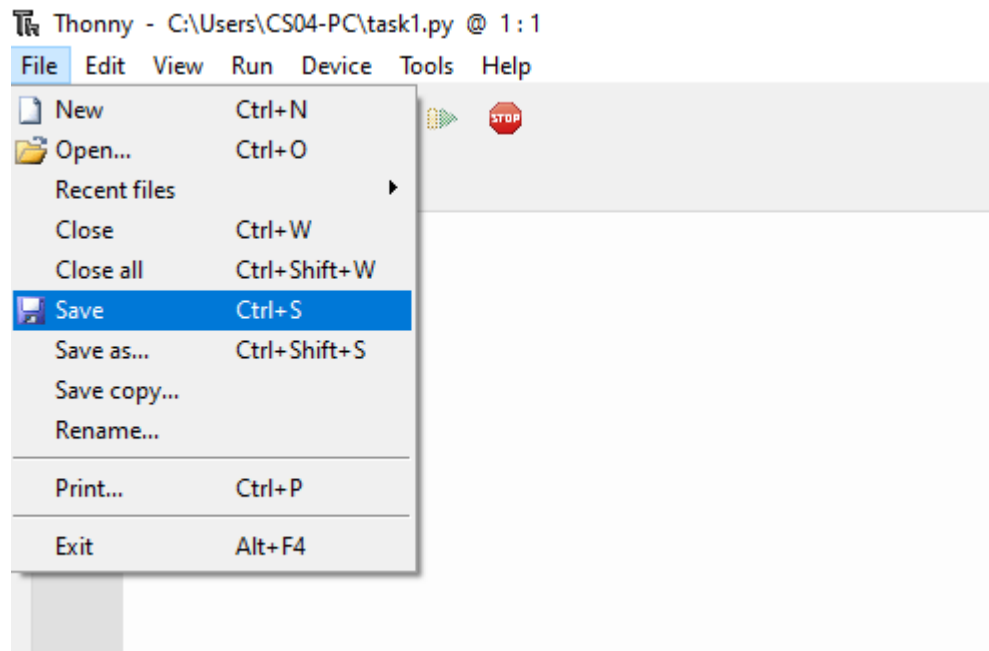 Thonny - C:\Users\CS04-PC\task1.py @ 1:1
File Edit View Run Device Tools Help
New Ctrl+N
STOP
Open... Ctrl+O
Recent files
Close Ctrl+W
Close all Ctrl+Shift+W
Save Ctrl+S
Save as... Ctrl+Shift+S
Save copy...
Rename...
Print... Ctrl+P
Exit Alt+F4